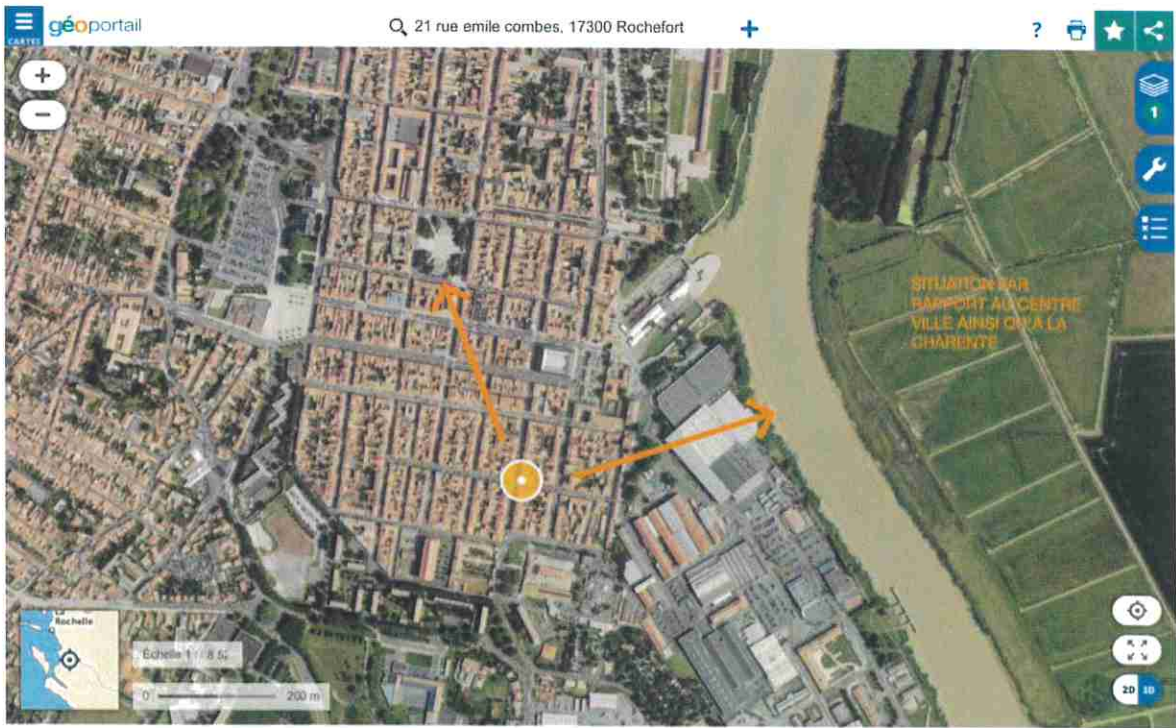 géoportail
21 rue emile combes, 17300 Rochefort
?
CARTES
1
SITUATION PAR
RAPPORT AU CENTRE
VILLE AINSI QU'A LA
CHARENTE
Rochelle
0 200 m
2D 3D